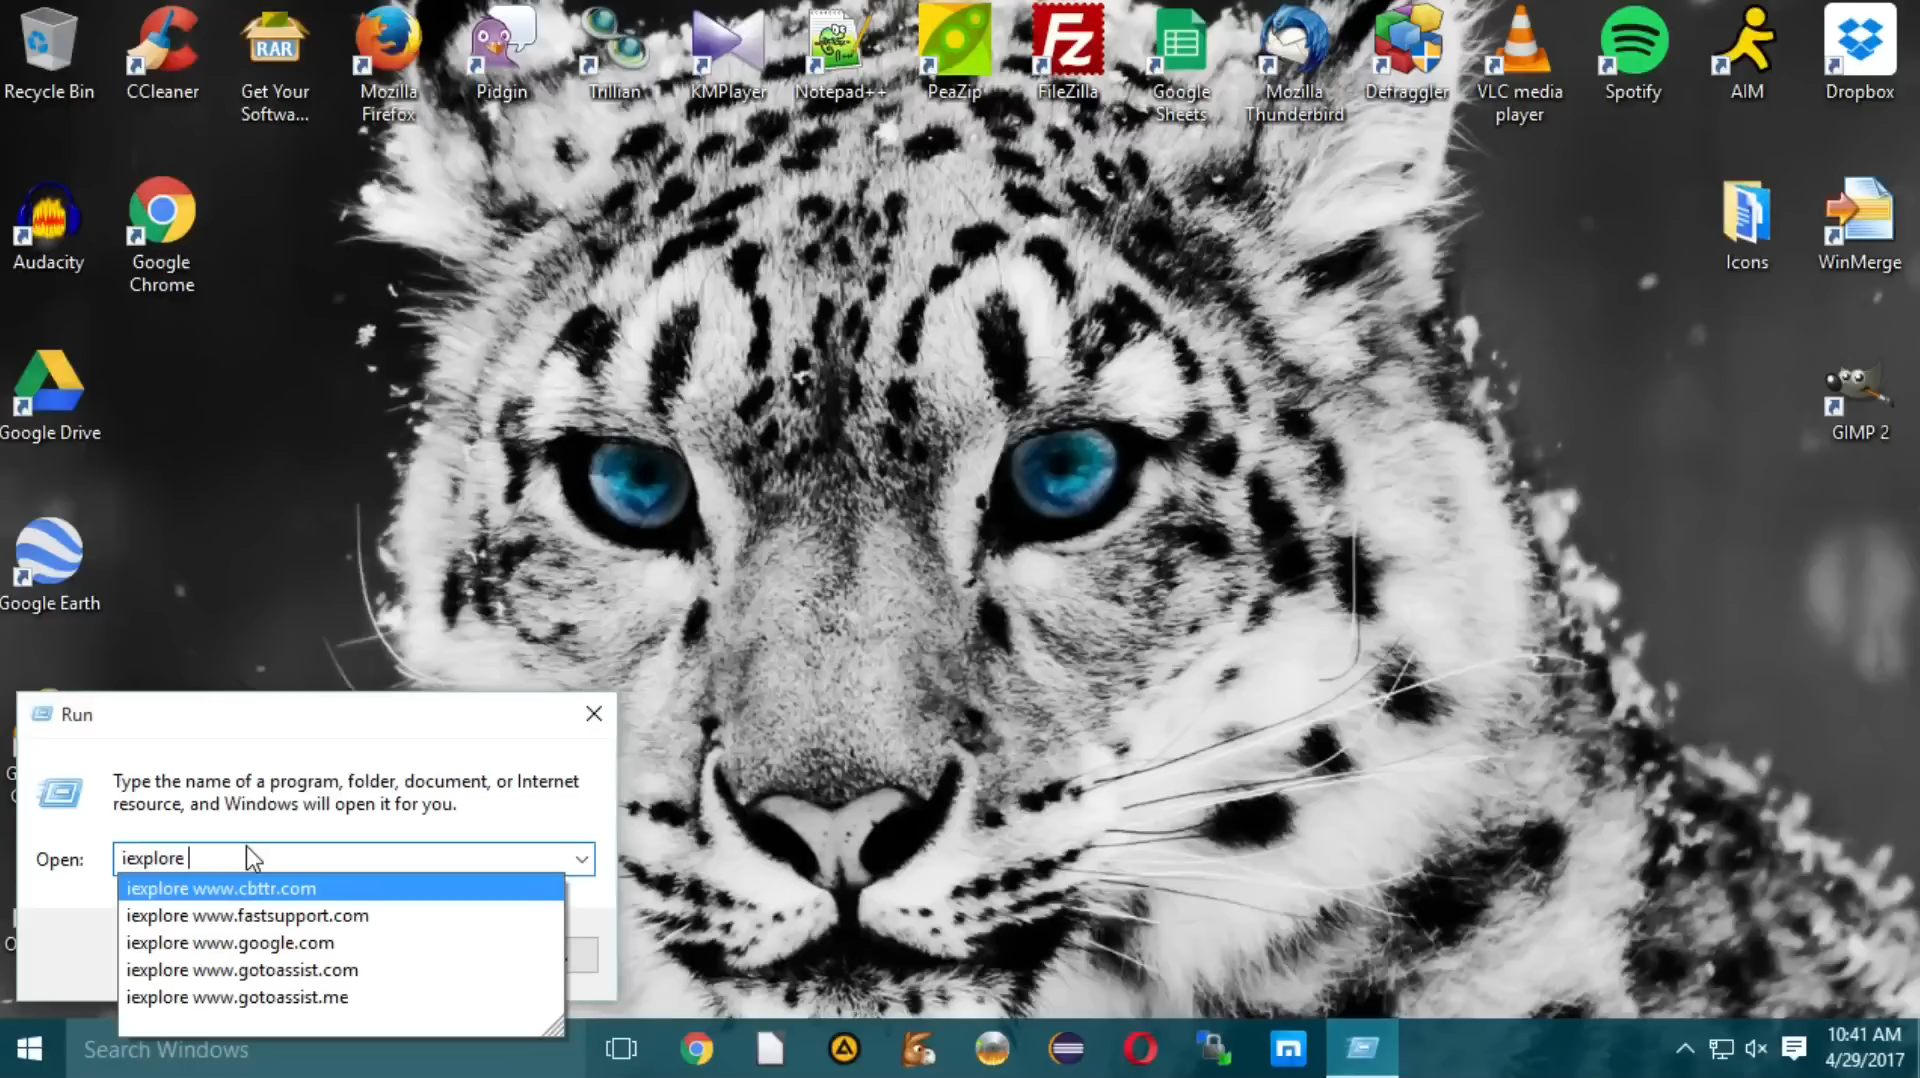 Recycle Bin
CCleaner
RAR
Get Your
Softwa...
Mozilla
Firefox
Pidgin
Trillian
KMPlayer
Notepad++
PeaZip
FileZilla
Google
Sheets
Mozilla
Thunderbird
Defraggler
VLC media
player
Spotify
AIM
Dropbox
Audacity
Google
Chrome
Icons
WinMerge
Google Drive
GIMP 2
Google Earth
Run
Type the name of a program, folder, document, or Internet
resource, and Windows will open it for you.
Open:
iexplore
iexplore www.cbttr.com
iexplore www.fastsupport.com
iexplore www.google.com
iexplore www.gotoassist.com
iexplore www.gotoassist.me
Search Windows
10:41 AM
4/29/2017